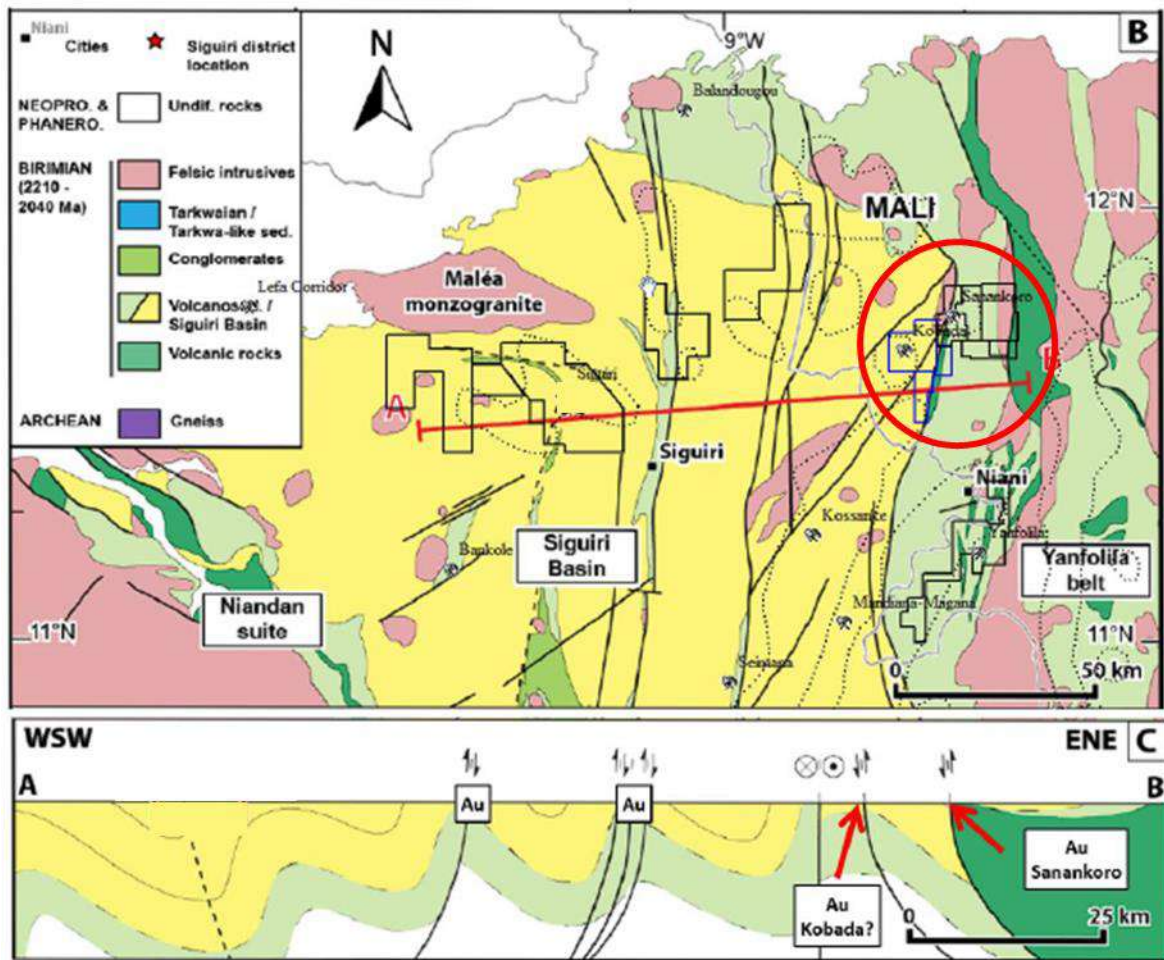 Niani
Cities
Siguiri district
location
NEOPRO. &
PHANERO.
Undif. rocks
BIRIMIAN
(2210 -
2040 Ma)
Felsic intrusives
Tarkwaian /
Tarkwa-like sed.
Conglomerates
Siguiri Basin
Volcanic rocks
ARCHEAN
Gneiss
N
9°W
B
Balandougou
MALI
12°N
Lefa Corridor
Maléa
monzogranite
Sanankoro
Kobada
Siguiri
A
B
Siguiri
Niani
Kossanke
Yanfolila
Bankole
Siguiri
Basin
Yanfolila
belt
Niandan
suite
Mandiana-Magana
11°N
11°N
0
50 km
WSW
ENE
C
A
B
Au
Au
Au
Kobada?
Au
Sanankoro
0
25 km